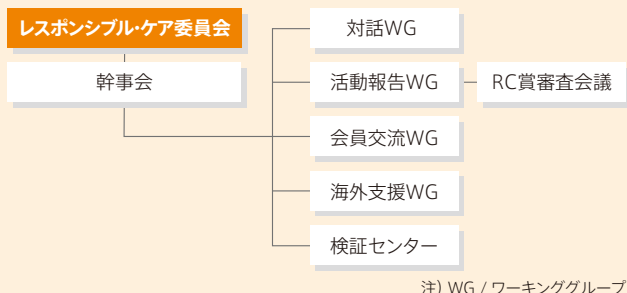 レスポンシブル・ケア委員会
幹事会
対話WG
活動報告WG
RC賞審査会議
会員交流WG
海外支援WG
検証センター
注）WG / ワーキンググループ